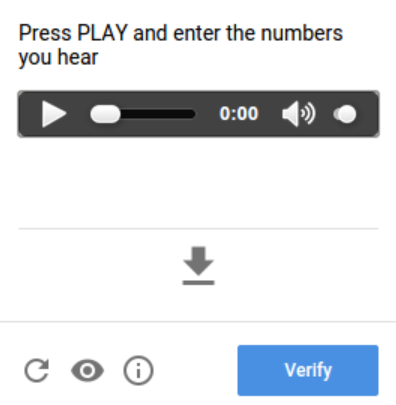 Press PLAY and enter the numbers
you hear
0:00
Verify